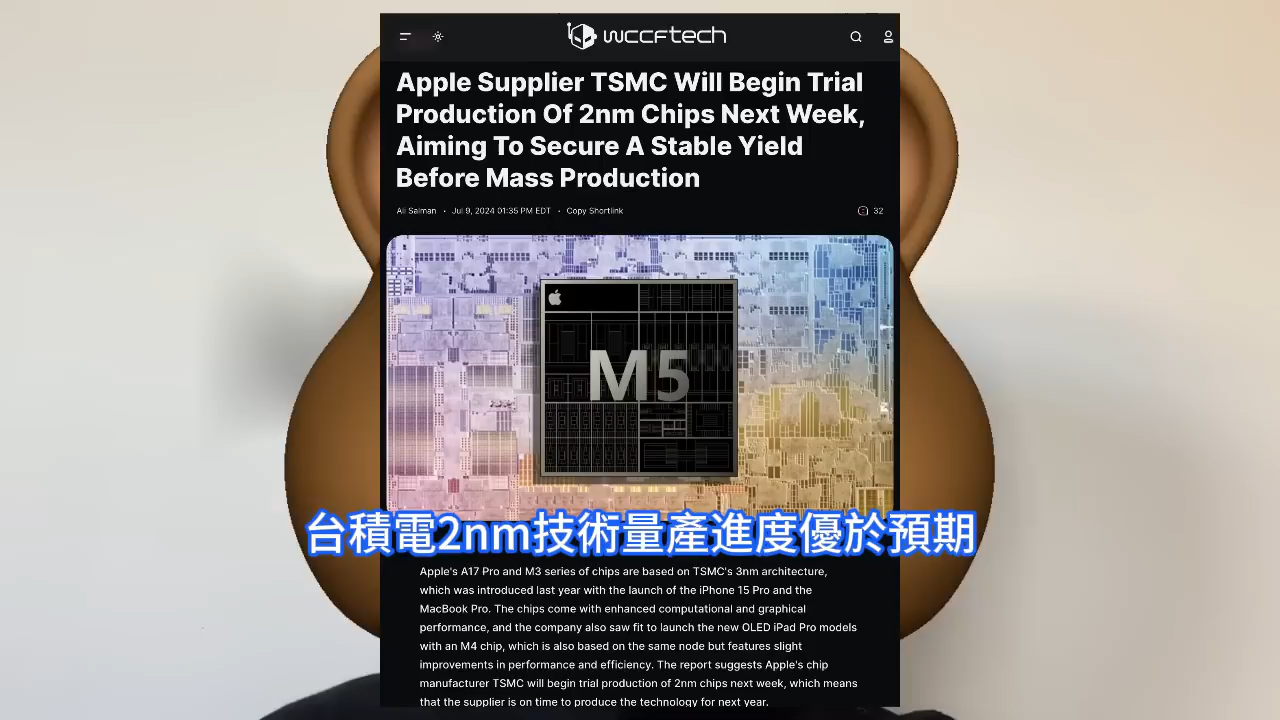 wccftech
Apple Supplier TSMC Will Begin Trial
Production Of 2nm Chips Next Week,
Aiming To Secure A Stable Yield
Before Mass Production
Ali Salman • Jul 9, 2024 01:35 PM EDT • Copy Shortlink
32
M5
台積電2nm技術量產進度優於預期
Apple's A17 Pro and M3 series of chips are based on TSMC's 3nm architecture,
which was introduced last year with the launch of the iPhone 15 Pro and the
MacBook Pro. The chips come with enhanced computational and graphical
performance, and the company also saw fit to launch the new OLED iPad Pro models
with an M4 chip, which is also based on the same node but features slight
improvements in performance and efficiency. The report suggests Apple's chip
manufacturer TSMC will begin trial production of 2nm chips next week, which means
that the supplier is on time to produce the technology for next year.